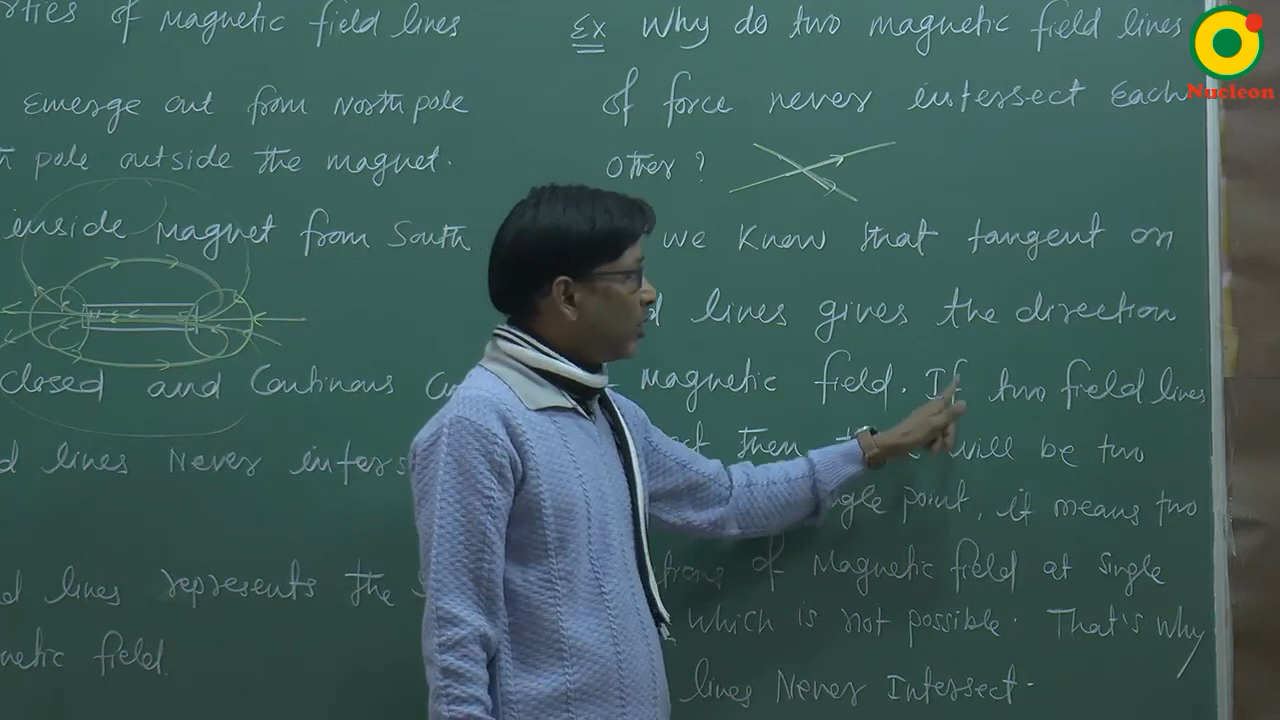 rties of magnetic field lines
Emerge out from North pole
h pole outside the magnet.
inside magnet from South
N
closed and Continous
d lines Never inters
d lines represents the
netic field.
Ex Why do two magnetic field lines
of force never intersect Each
other ?
we Know that tangent on
d lines gives the direction
magnetic field. If two field lines
then will be two
ngle point, it means two
of Magnetic field at single
which is not possible. That's why
lines Never Intersect.
Nucleon